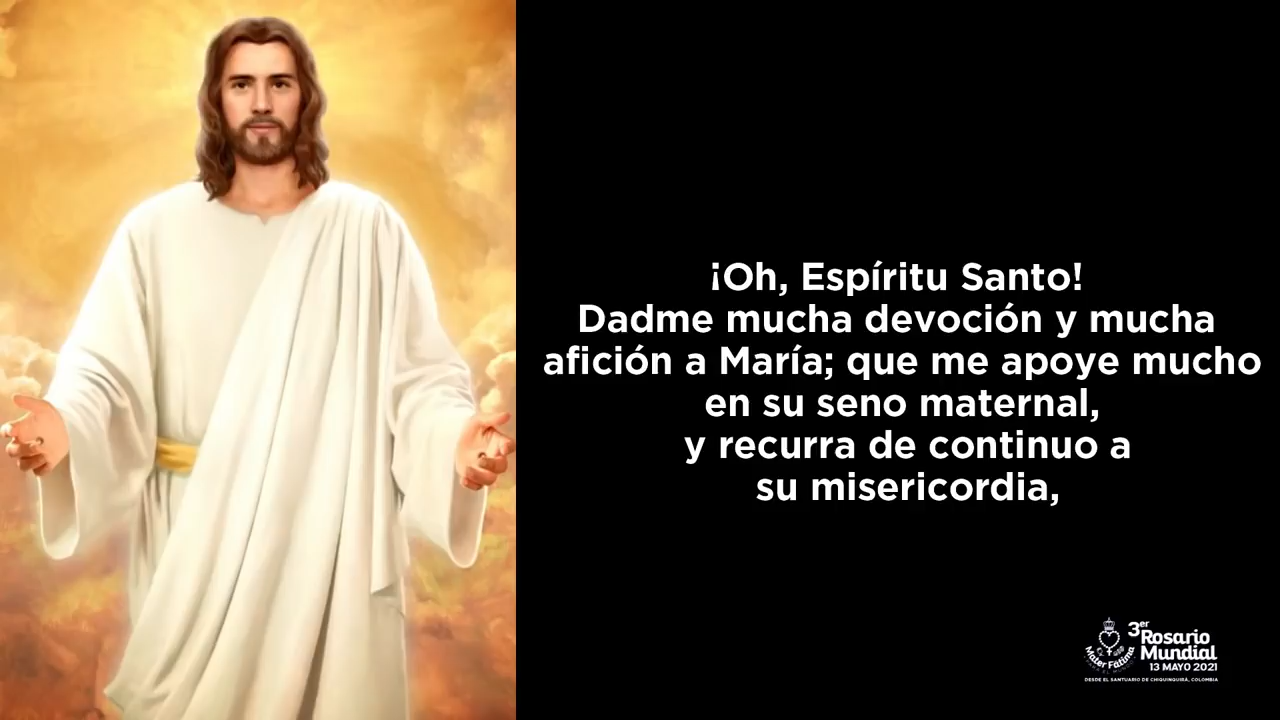 ¡Oh, Espíritu Santo!
Dadme mucha devoción y mucha
afición a María; que me apoye mucho
en su seno maternal,
y recurra de continuo a
su misericordia,
3er
Rosario
Mundial
Mater Fátima
13 MAYO 2021
DESDE EL SANTUARIO DE CHIQUINQUIRÁ, COLOMBIA